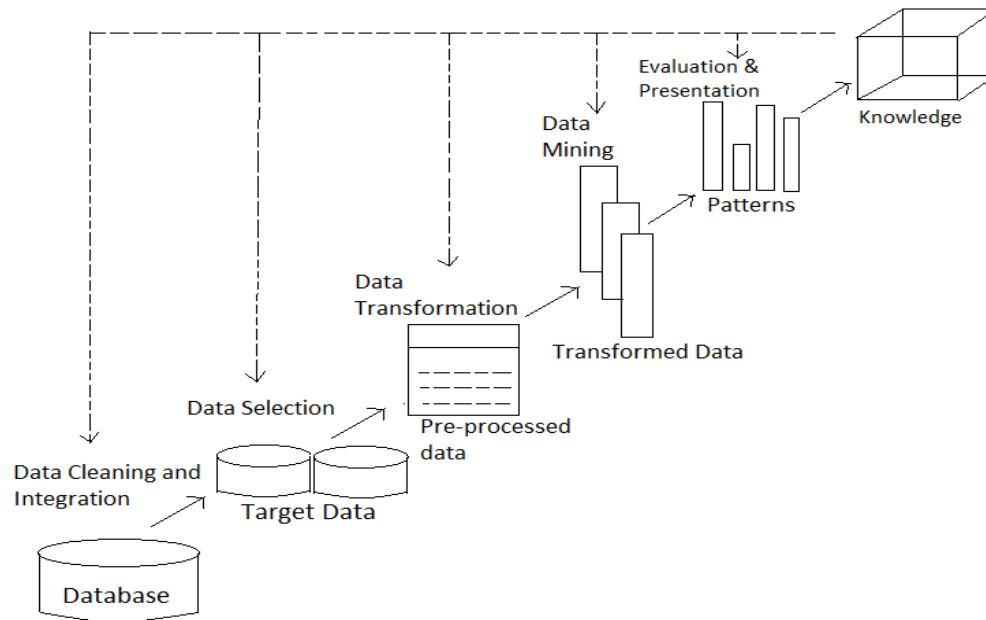 Evaluation &
Presentation
Knowledge
Data
Mining
Patterns
Data
Transformation
Transformed Data
Data Selection
Pre-processed
data
Data Cleaning and
Integration
Target Data
Database